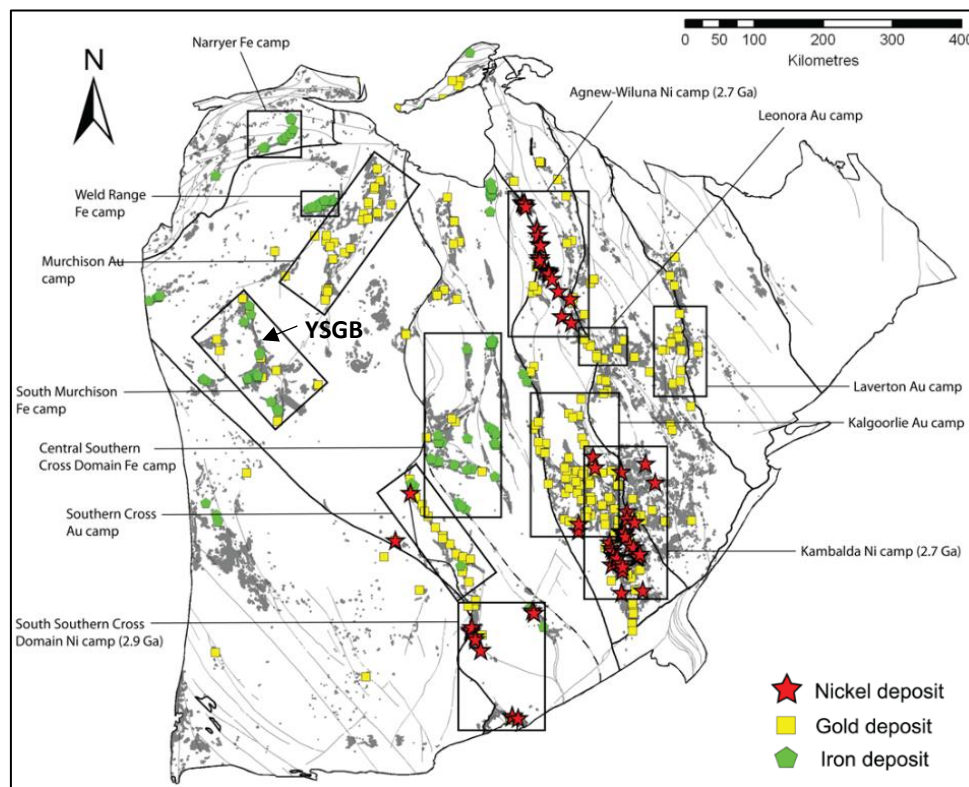 0 50 100 200 300 400
Kilometres
N
Narryer Fe camp
Agnew-Wiluna Ni camp (2.7 Ga)
Leonora Au camp
Weld Range
Fe camp
Murchison Au
camp
YSGB
South Murchison
Fe camp
Laverton Au camp
Kalgoorlie Au camp
Central Southern
Cross Domain Fe camp
Southern Cross
Au camp
Kambalda Ni camp (2.7 Ga)
South Southern Cross
Domain Ni camp (2.9 Ga)
Nickel deposit
Gold deposit
Iron deposit